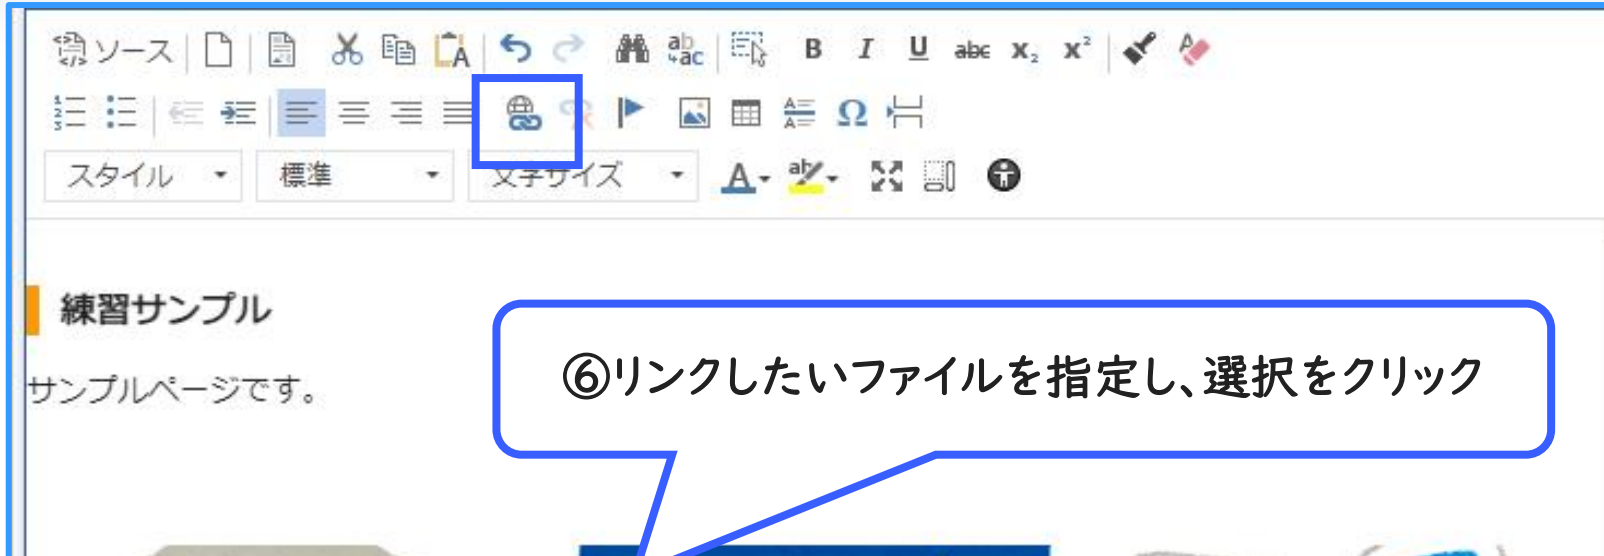 ソース B I U abc X₂ X²
スタイル 標準 文字サイズ A ab
練習サンプル
サンプルページです。
⑥リンクしたいファイルを指定し、選択をクリック